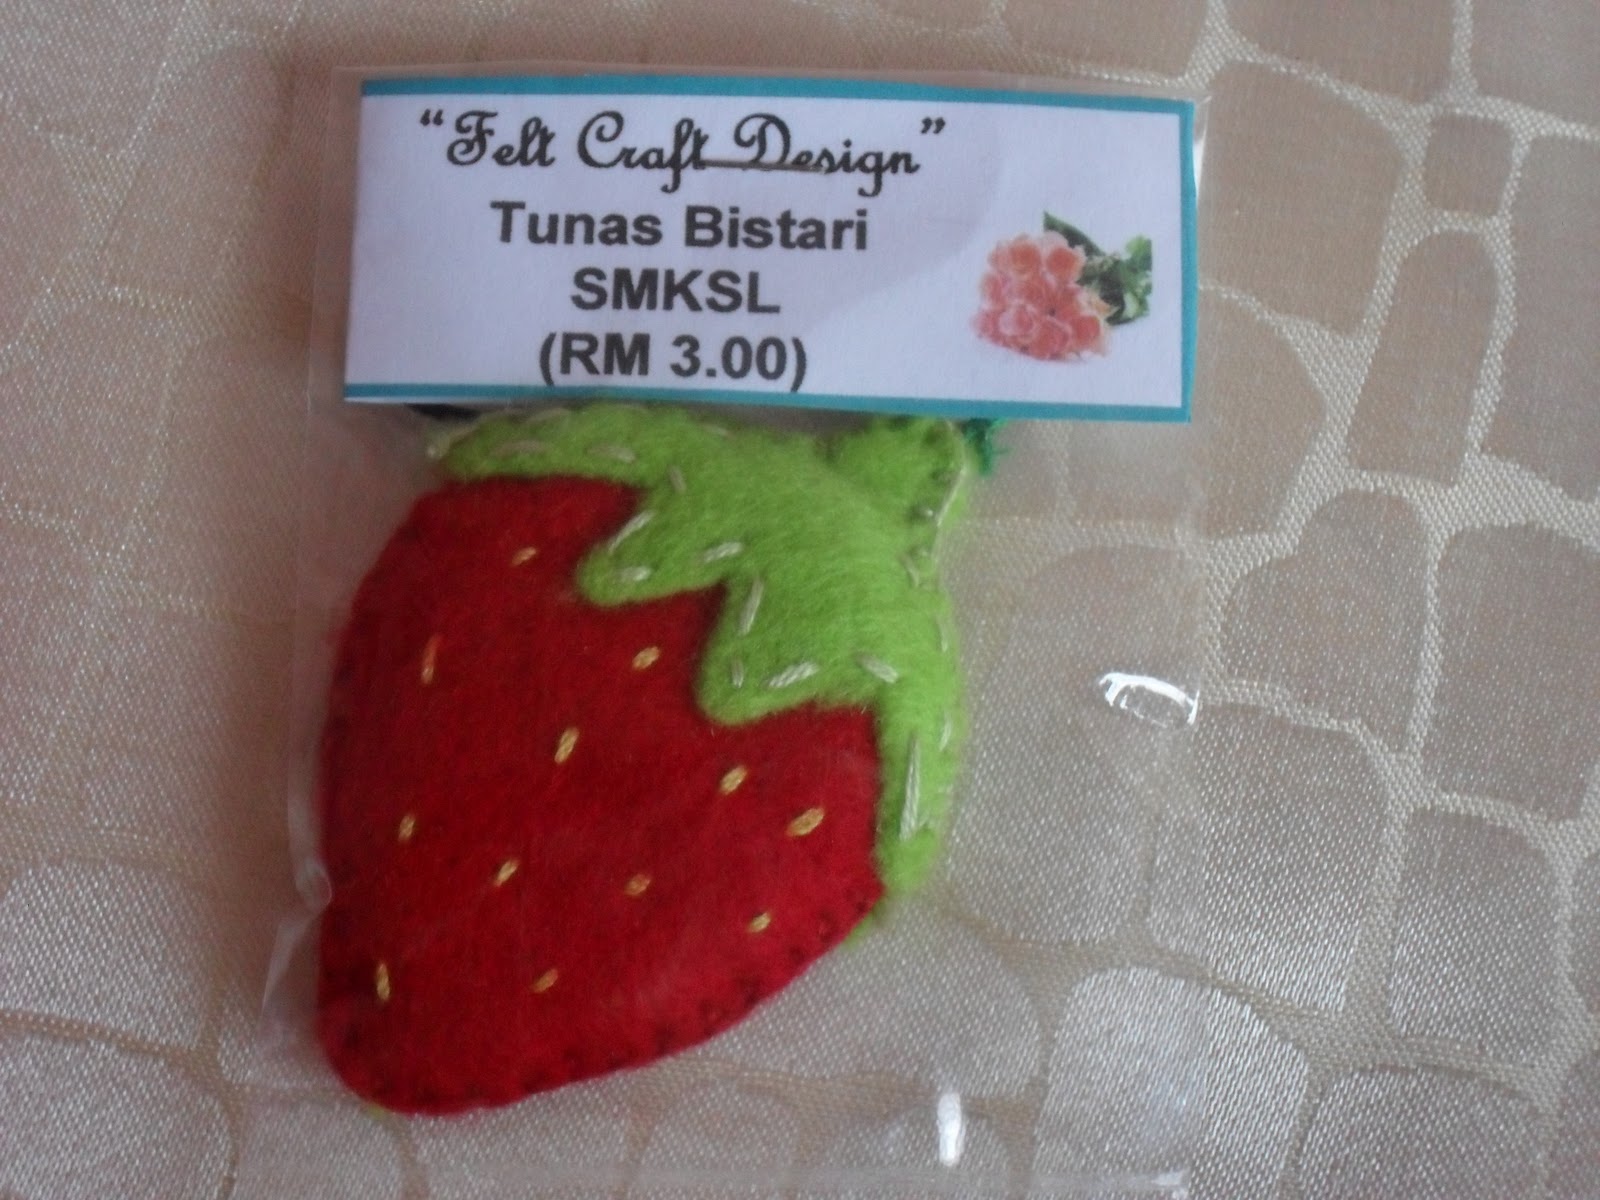 “Felt Craft Design”
Tunas Bistari
SMKSL
(RM 3.00)